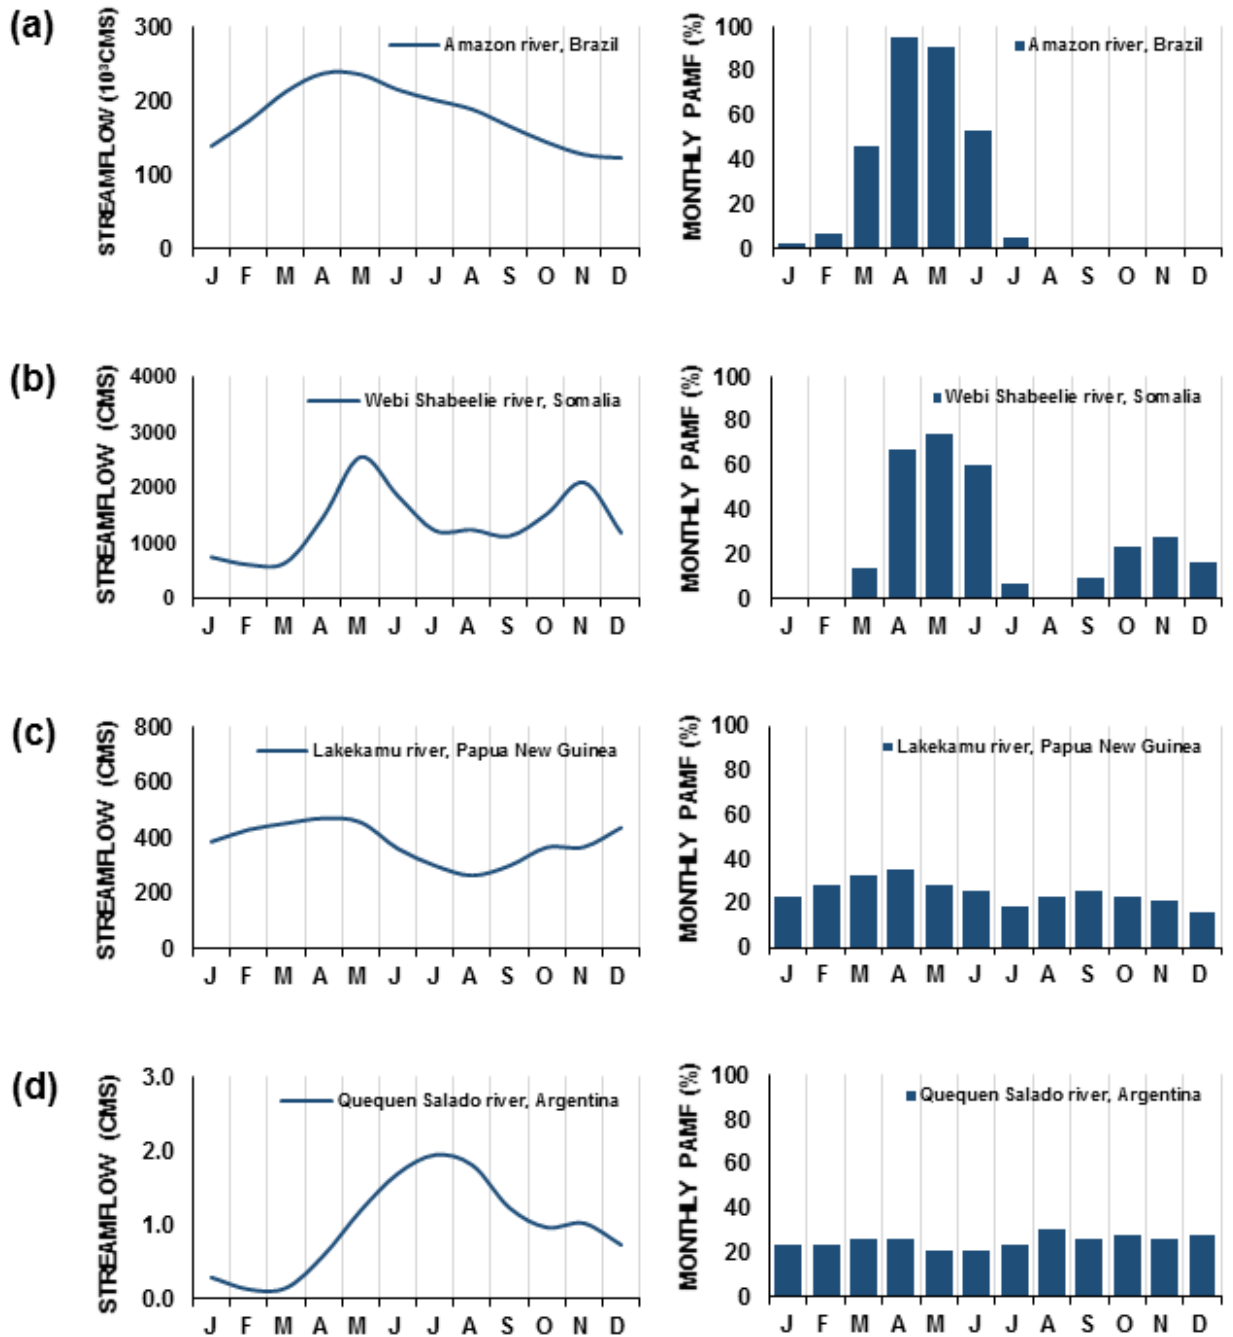 (a)
STREAMFLOW (10³CMS)
300
200
100
0
Amazon river, Brazil
J F M A M J J A S O N D
MONTHLY PAMF (%)
100
80
60
40
20
0
Amazon river, Brazil
J F M A M J J A S O N D
(b)
STREAMFLOW (CMS)
4000
3000
2000
1000
0
Webi Shabeelie river, Somalia
J F M A M J J A S O N D
MONTHLY PAMF (%)
100
80
60
40
20
0
Webi Shabeelie river, Somalia
J F M A M J J A S O N D
(c)
STREAMFLOW (CMS)
800
600
400
200
0
Lakekamu river, Papua New Guinea
J F M A M J J A S O N D
MONTHLY PAMF (%)
100
80
60
40
20
0
Lakekamu river, Papua New Guinea
J F M A M J J A S O N D
(d)
STREAMFLOW (CMS)
3.0
2.0
1.0
0.0
Quequen Salado river, Argentina
J F M A M J J A S O N D
MONTHLY PAMF (%)
100
80
60
40
20
0
Quequen Salado river, Argentina
J F M A M J J A S O N D